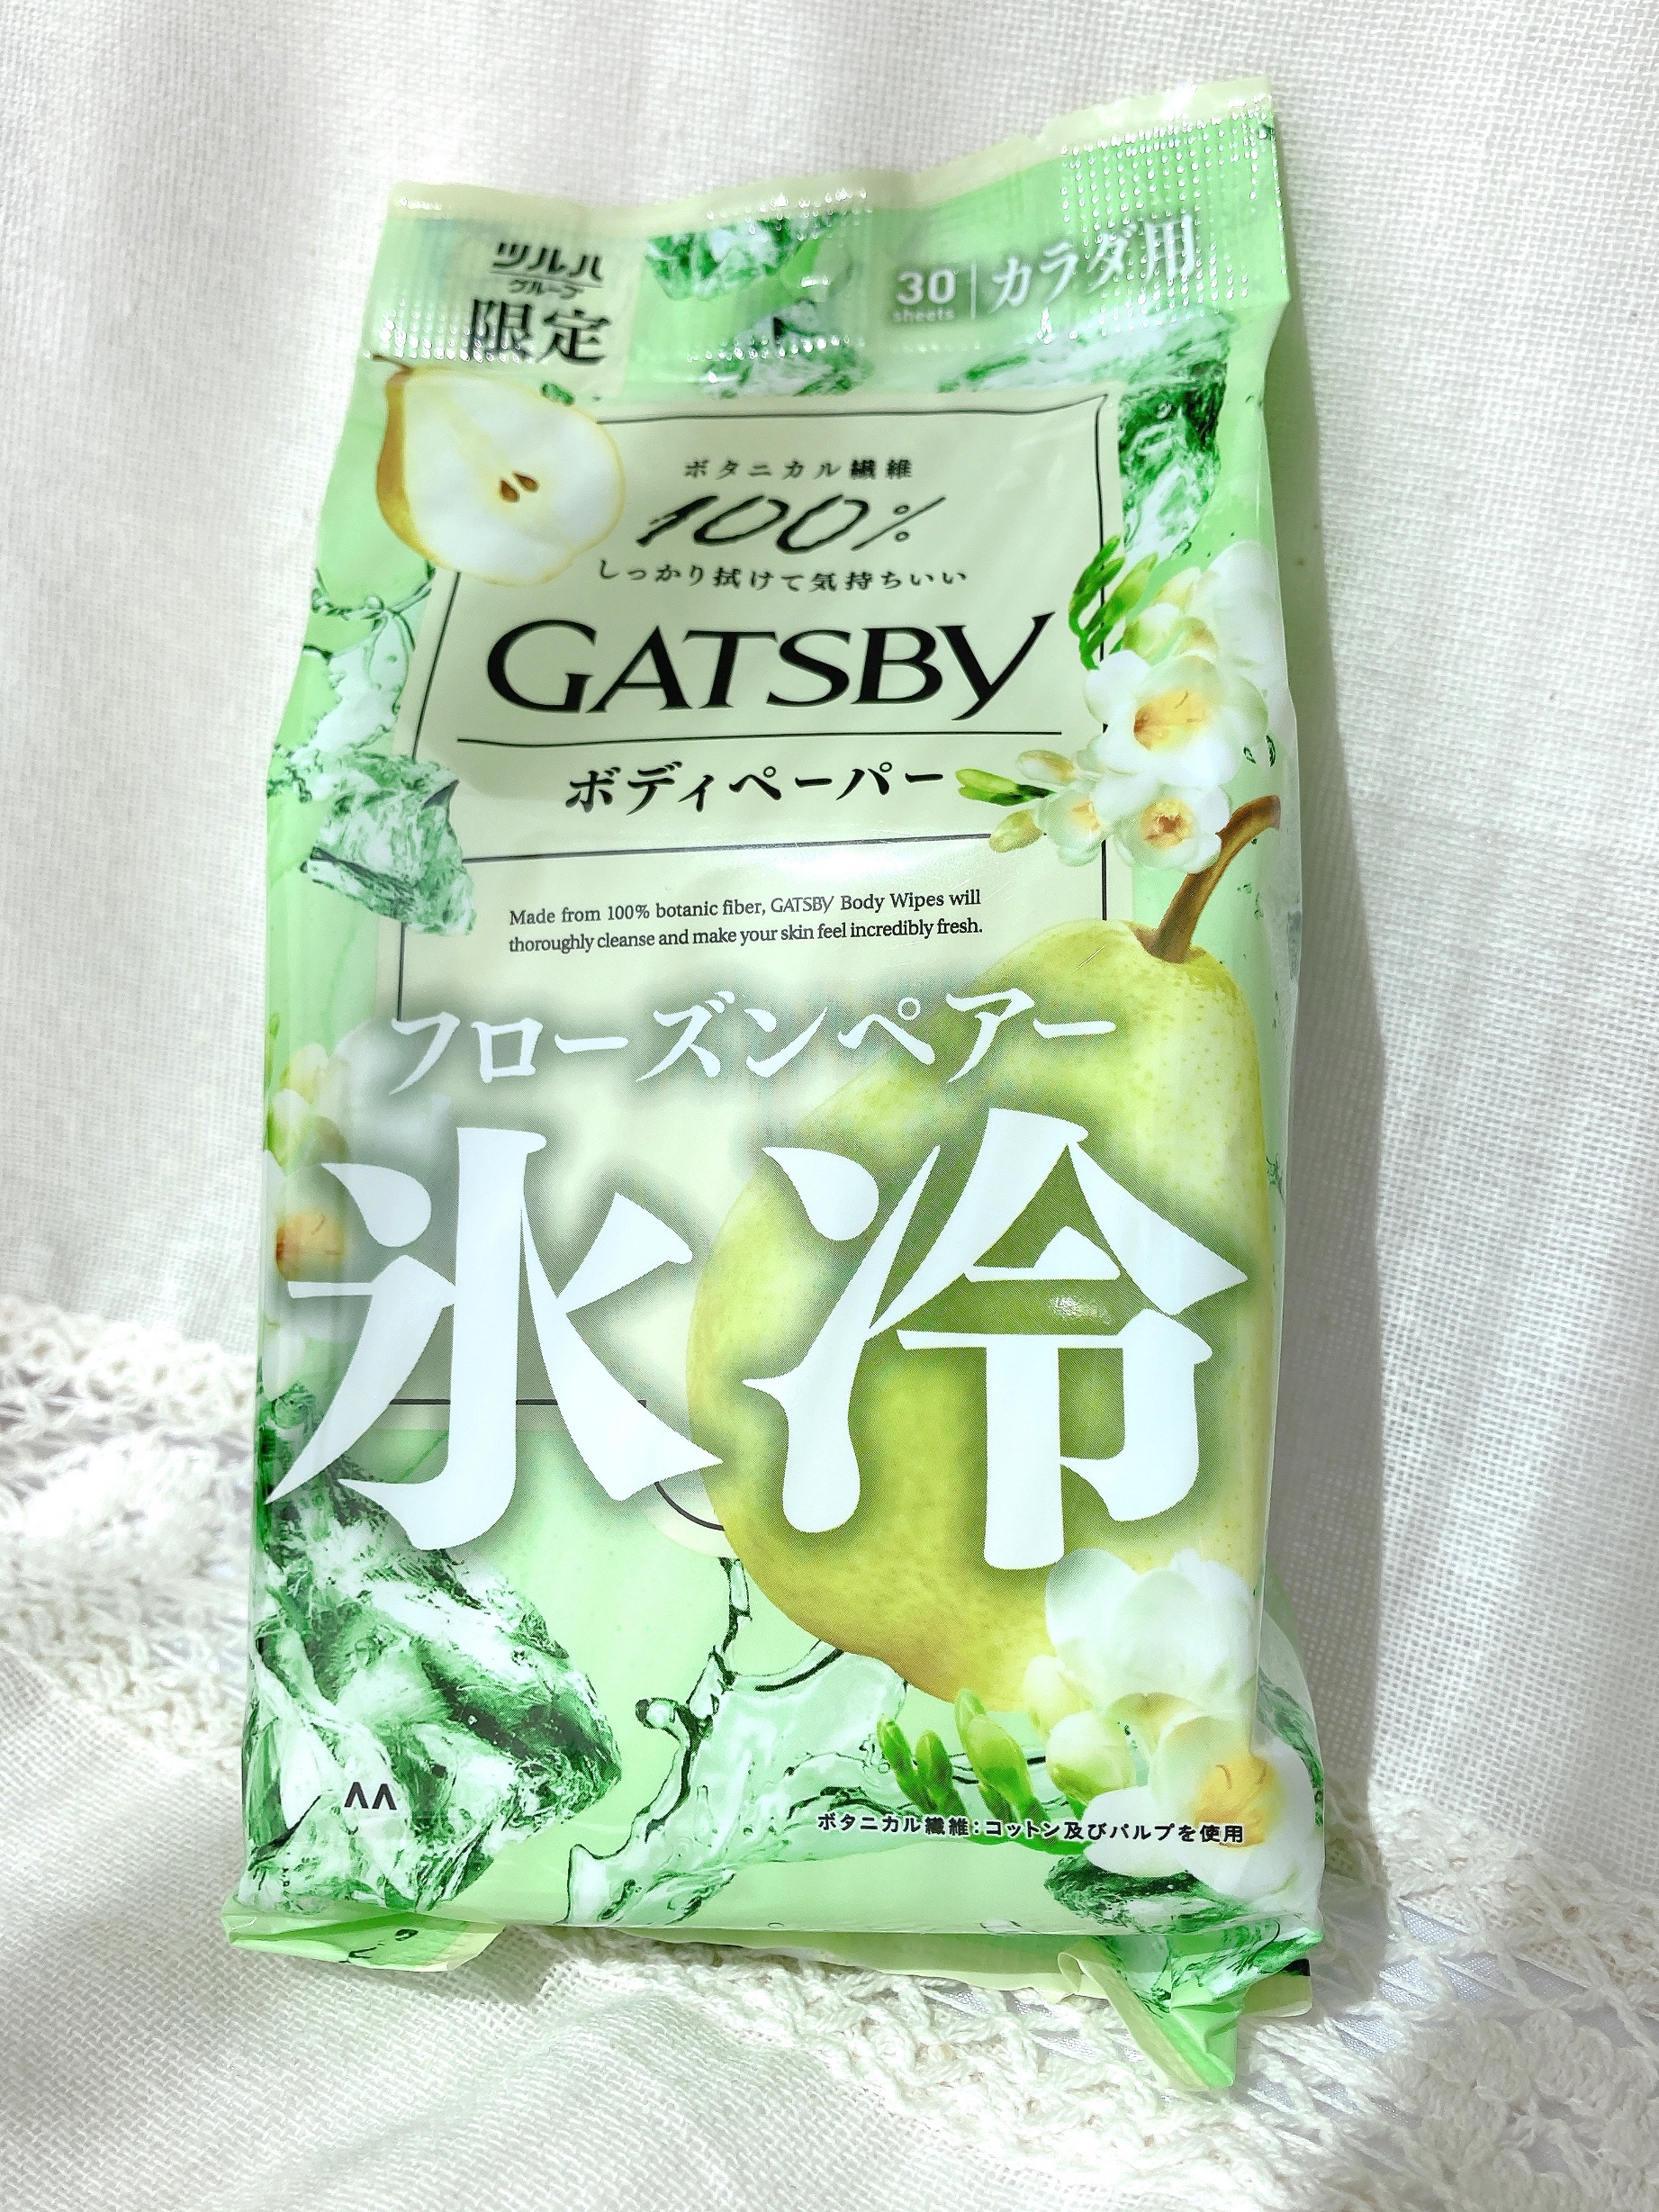 ツルハ
グループ
限定
30
sheets
カラダ用
ボタニカル繊維
100%
しっかり拭けて気持ちいい
GATSBY
ボディペーパー
Made from 100% botanic fiber, GATSBY Body Wipes will
thoroughly cleanse and make your skin feel incredibly fresh.
フローズンペアー
氷冷
ボタニカル繊維:コットン及びパルプを使用